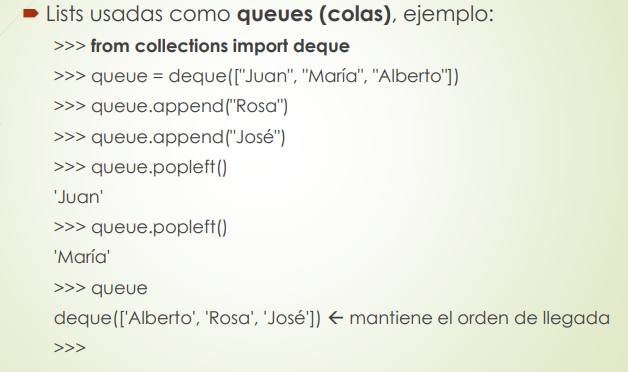 Lists usadas como queues (colas), ejemplo:
>>> from collections import deque
>>> queue = deque(["Juan", "María", "Alberto"])
>>> queue.append("Rosa")
>>> queue.append("José")
>>> queue.popleft()
'Juan'
>>> queue.popleft()
'María'
>>> queue
deque(['Alberto', 'Rosa', 'José']) ← mantiene el orden de llegada
>>>